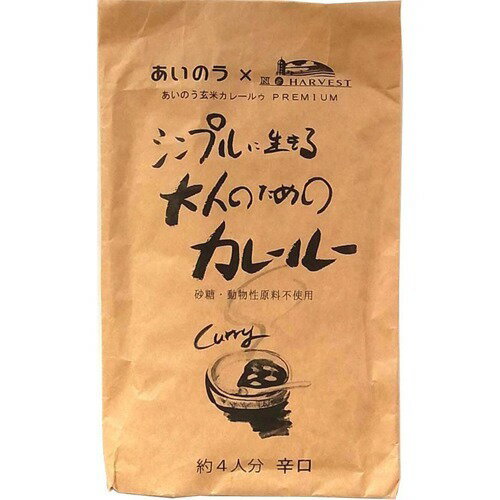 あいのう × HARVEST
あいのう玄米カレールゥ PREMIUM
シンプルに生きる
大人のための
カレールー
砂糖・動物性原料不使用
Curry
約4人分 辛口